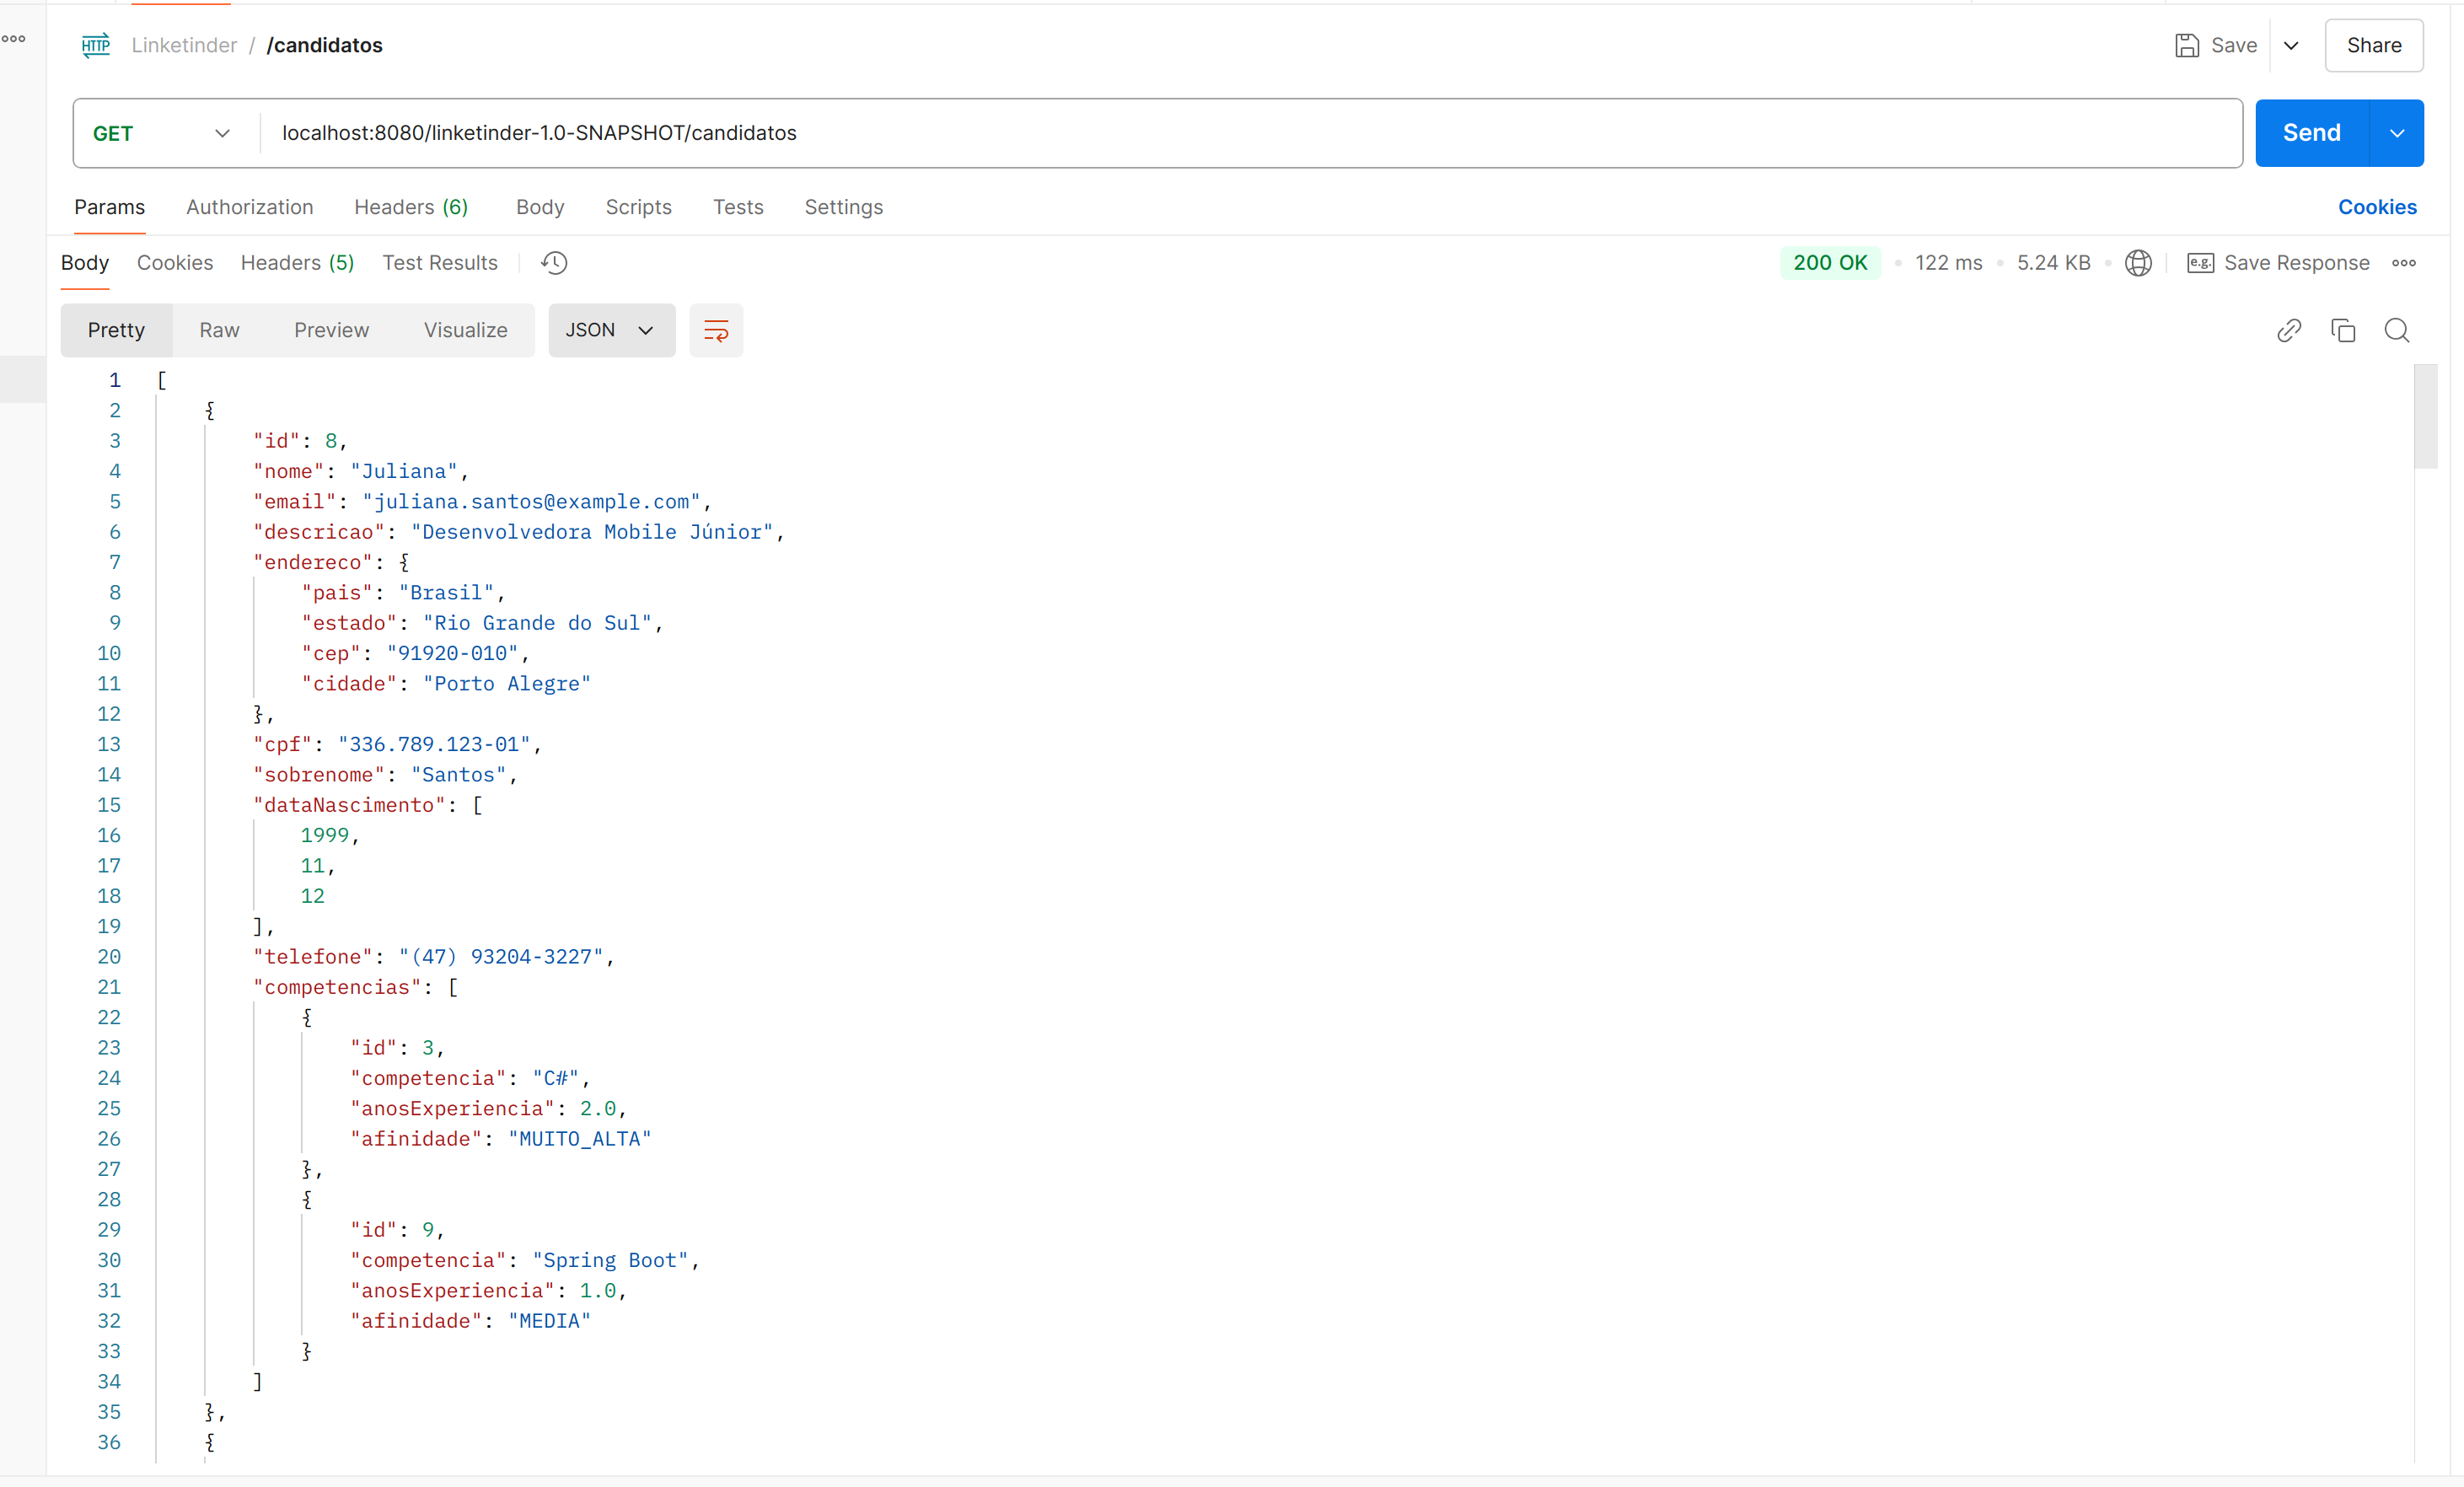 HTTP Linketinder / /candidatos Save Share
GET localhost:8080/linketinder-1.0-SNAPSHOT/candidatos Send
Params Authorization Headers (6) Body Scripts Tests Settings Cookies
Body Cookies Headers (5) Test Results 200 OK 122 ms 5.24 KB e.g. Save Response
Pretty Raw Preview Visualize JSON
1 [
2 {
3 "id": 8,
4 "nome": "Juliana",
5 "email": "juliana.santos@example.com",
6 "descricao": "Desenvolvedora Mobile Júnior",
7 "endereco": {
8 "pais": "Brasil",
9 "estado": "Rio Grande do Sul",
10 "cep": "91920-010",
11 "cidade": "Porto Alegre"
12 },
13 "cpf": "336.789.123-01",
14 "sobrenome": "Santos",
15 "dataNascimento": [
16 1999,
17 11,
18 12
19 ],
20 "telefone": "(47) 93204-3227",
21 "competencias": [
22 {
23 "id": 3,
24 "competencia": "C#",
25 "anosExperiencia": 2.0,
26 "afinidade": "MUITO_ALTA"
27 },
28 {
29 "id": 9,
30 "competencia": "Spring Boot",
31 "anosExperiencia": 1.0,
32 "afinidade": "MEDIA"
33 }
34 ]
35 },
36 {